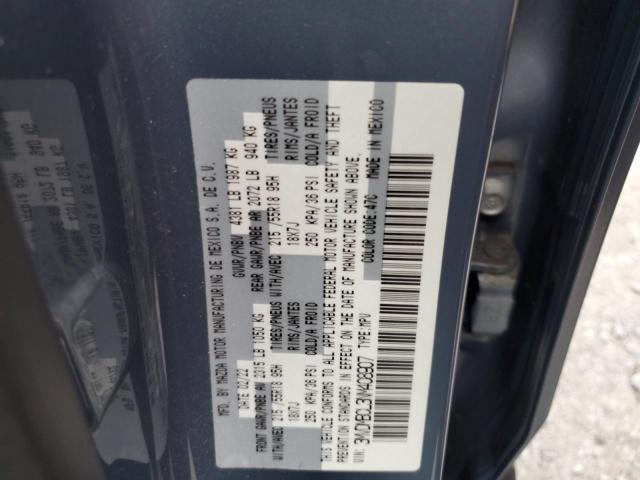 MFG. BY MAZDA MOTOR MANUFACTURING DE MEXICO S.A. DE C.V.
DATE 02/22 GVWR/PNBV 4381 LB 1987 KG
FRONT GAWR/PNBE AV 2315 LB 1050 KG REAR GAWR/PNBE AR 2072 LB 940 KG
WITH/AVEC 215 /55R18 95H TIRES/PNEUS WITH/AVEC 215 /55R18 95H TIRES/PNEUS
18X7J RIMS/JANTES 18X7J RIMS/JANTES
250 KPA/36 PSI COLD/A FROID 250 KPA/36 PSI COLD/A FROID
THIS VEHICLE CONFORMS TO ALL APPLICABLE FEDERAL MOTOR VEHICLE SAFETY AND THEFT
PREVENTION STANDARDS IN EFFECT ON THE DATE OF MANUFACTURE SHOWN ABOVE.
VIN: TYPE:MPV COLOR CODE:47C MADE IN MEXICO